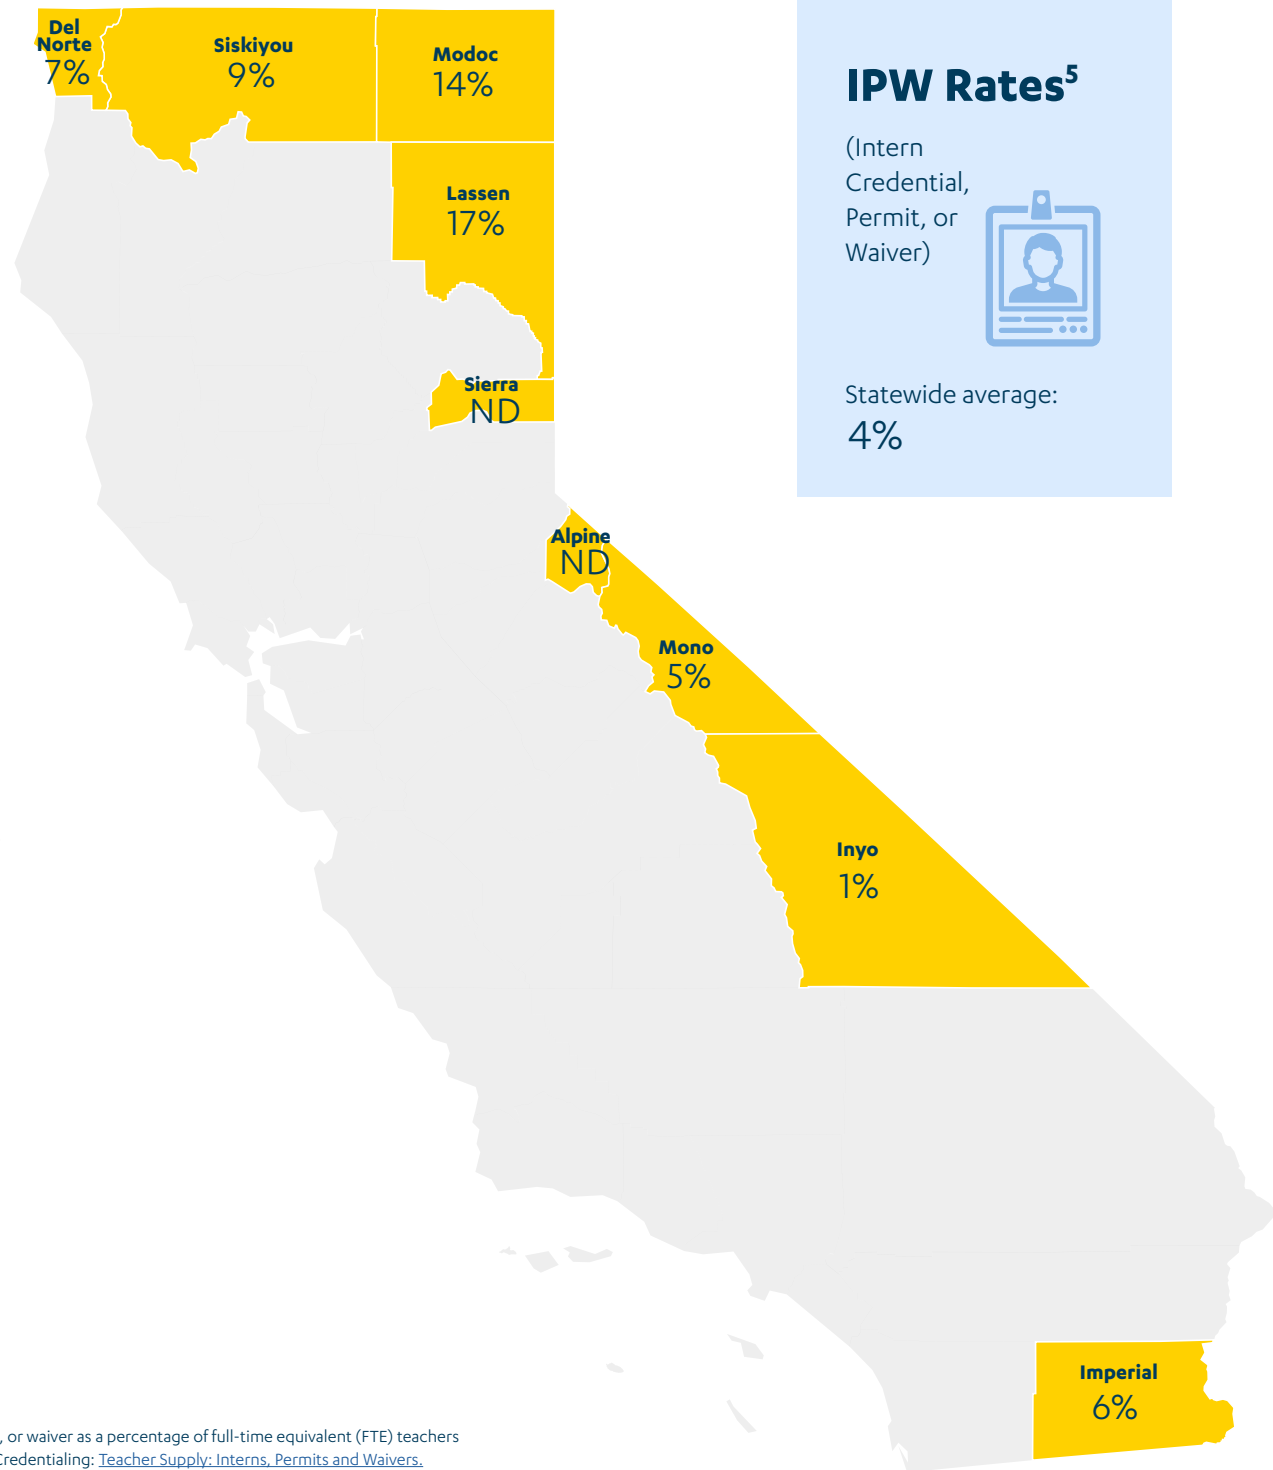 Del
Norte
7%
Siskiyou
9%
Modoc
14%
Lassen
17%
Sierra
ND
Alpine
ND
Mono
5%
Inyo
1%
Imperial
6%
IPW Rates⁵
(Intern
Credential,
Permit, or
Waiver)
Statewide average:
4%
, or waiver as a percentage of full-time equivalent (FTE) teachers
Credentialing: Teacher Supply: Interns, Permits and Waivers.